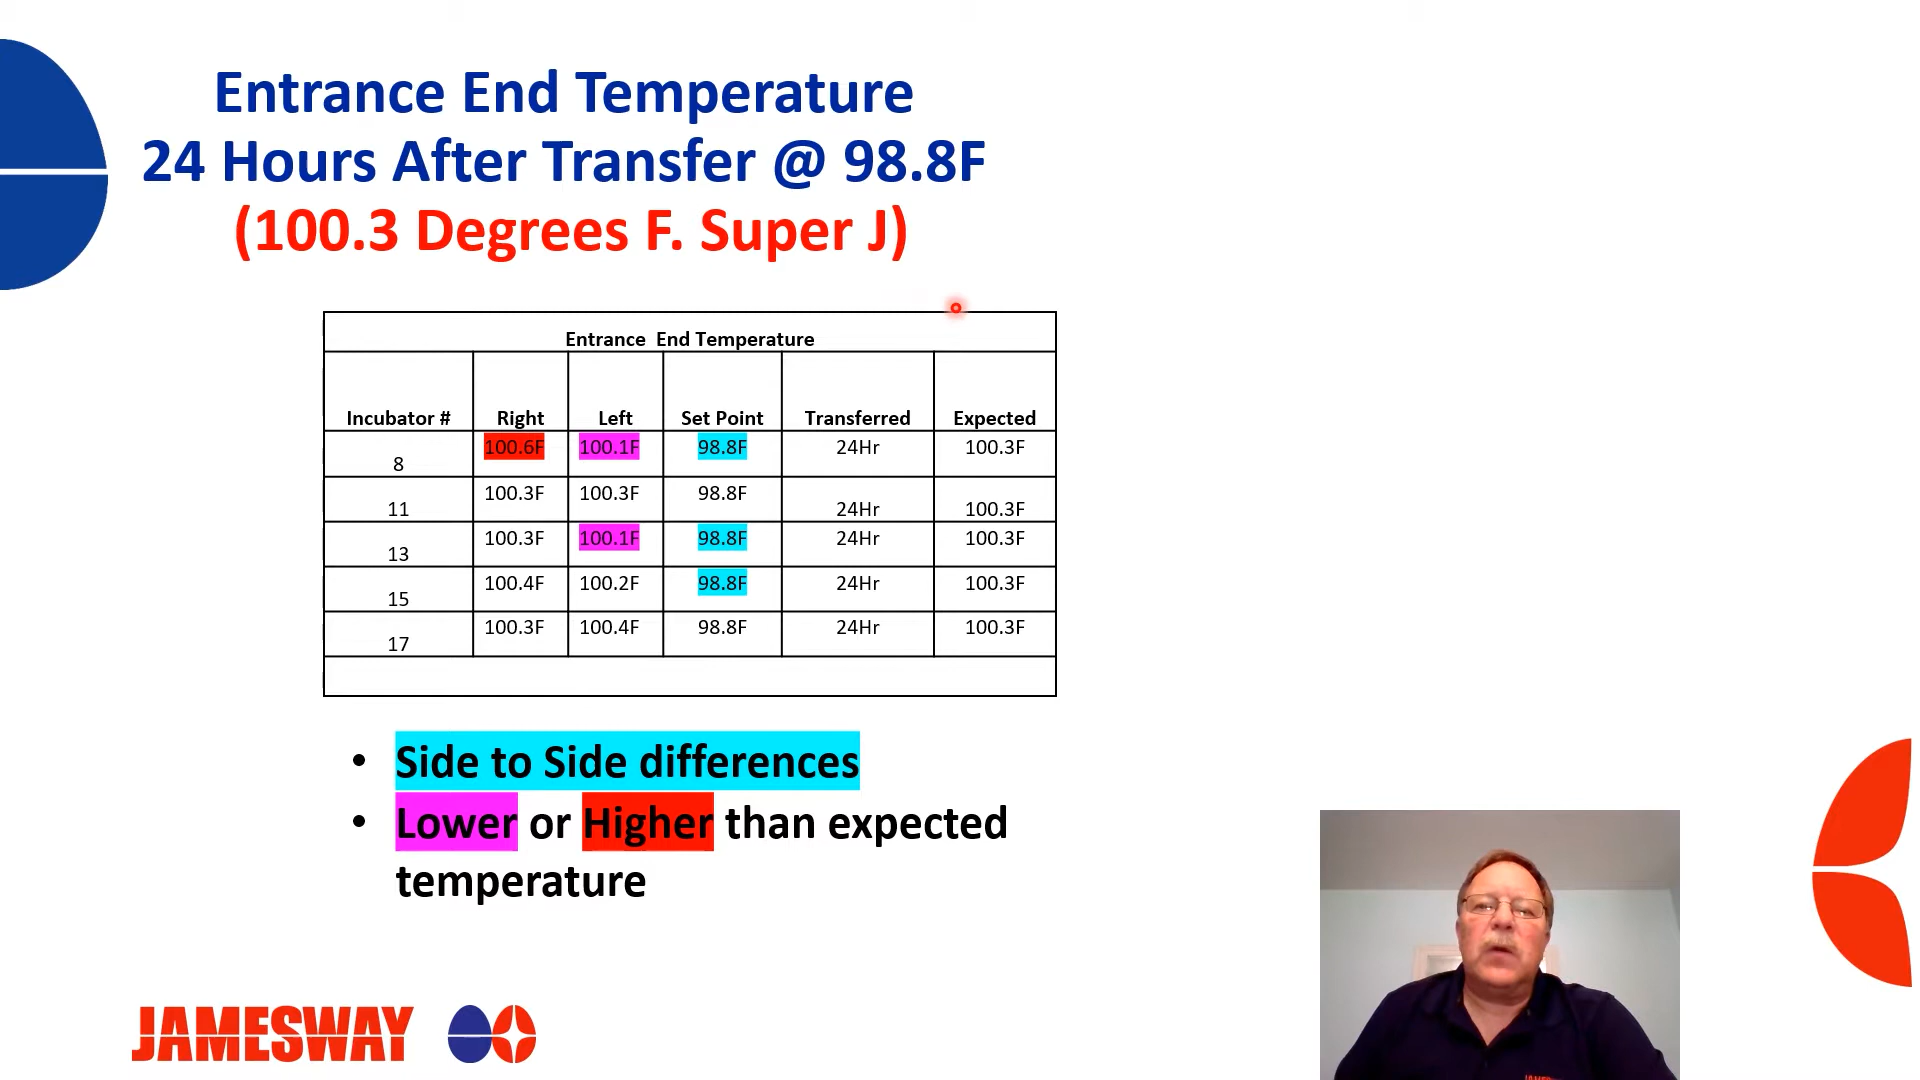 Entrance End Temperature
24 Hours After Transfer @ 98.8F
(100.3 Degrees F. Super J)
Entrance End Temperature
Incubator # Right Left Set Point Transferred Expected
8 100.6F 100.1F 98.8F 24Hr 100.3F
11 100.3F 100.3F 98.8F 24Hr 100.3F
13 100.3F 100.1F 98.8F 24Hr 100.3F
15 100.4F 100.2F 98.8F 24Hr 100.3F
17 100.3F 100.4F 98.8F 24Hr 100.3F
• Side to Side differences
• Lower or Higher than expected
temperature
JAMESWAY